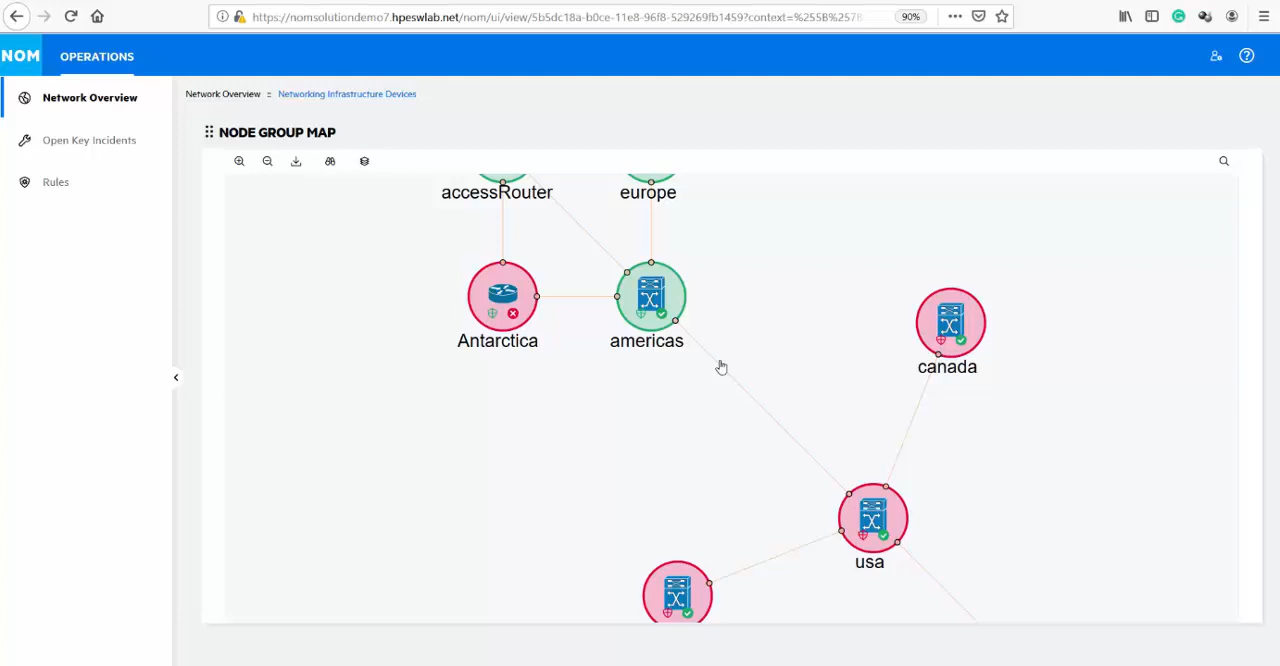 https://nomsolutiondemo7.hpeswlab.net/nom/ui/view/5b5dc18a-b0ce-11e8-96f8-529269fb1459?context=%255B%257B
90%
NOM
OPERATIONS
Network Overview
Open Key Incidents
Rules
Network Overview :: Networking Infrastructure Devices
NODE GROUP MAP
accessRouter
europe
Antarctica
americas
canada
usa